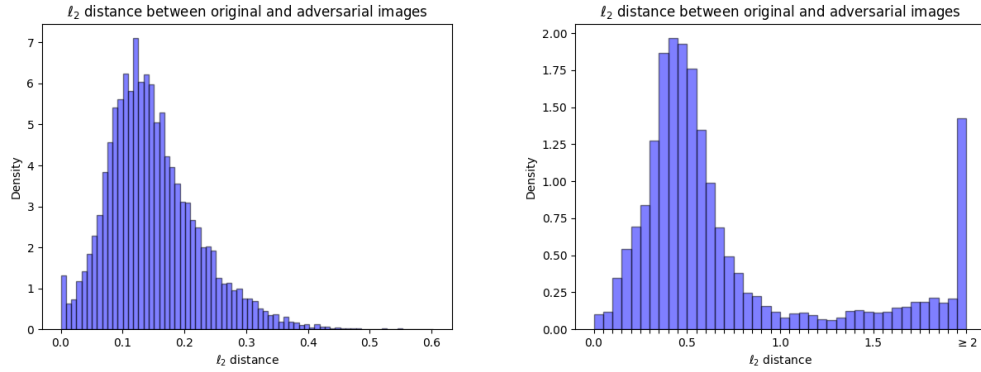 ℓ₂ distance between original and adversarial images
7
6
5
4
3
2
1
0
Density
0.0 0.1 0.2 0.3 0.4 0.5 0.6
ℓ₂ distance
ℓ₂ distance between original and adversarial images
2.00
1.75
1.50
1.25
1.00
0.75
0.50
0.25
0.00
Density
0.0 0.5 1.0 1.5 ≥ 2
ℓ₂ distance